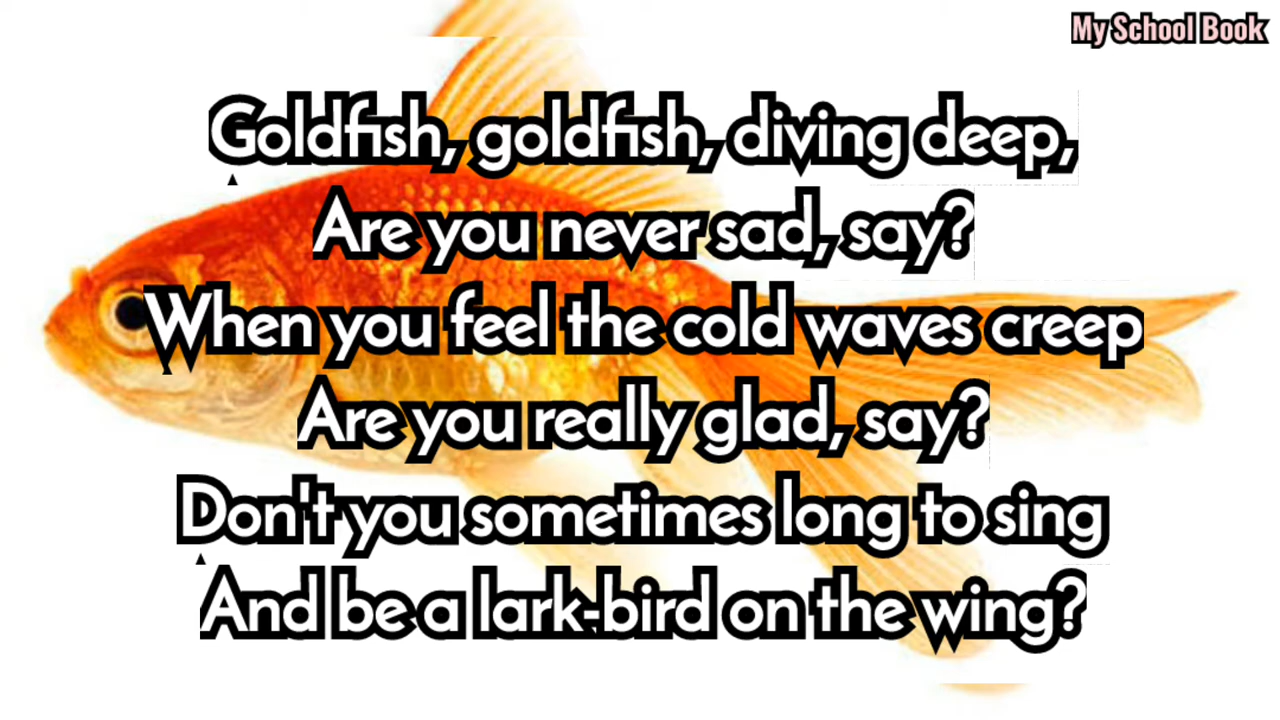 My School Book
Goldfish, goldfish, diving deep,
Are you never sad, say?
When you feel the cold waves creep
Are you really glad, say?
Don't you sometimes long to sing
And be a lark-bird on the wing?